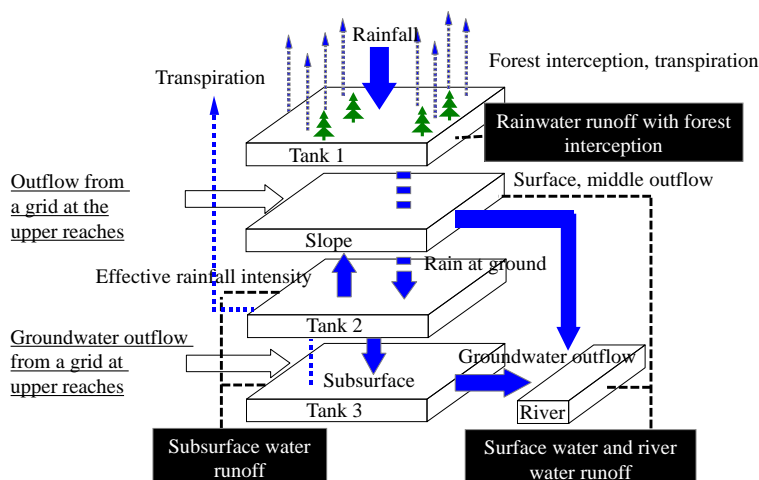 Rainfall
Forest interception, transpiration
Transpiration
Rainwater runoff with forest
interception
Tank 1
Outflow from
a grid at the
upper reaches
Surface, middle outflow
Slope
Effective rainfall intensity
Rain at ground
Tank 2
Groundwater outflow
from a grid at
upper reaches
Groundwater outflow
Subsurface
Tank 3
River
Subsurface water
runoff
Surface water and river
water runoff